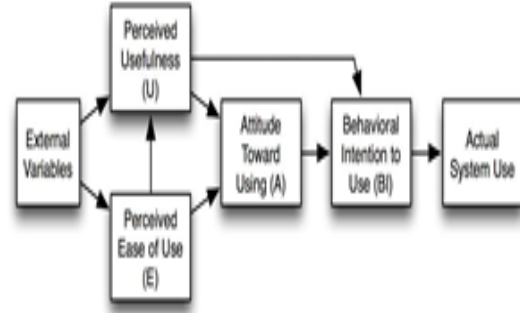 Perceived
Usefulness
(U)
External
Variables
Attitude
Toward
Using (A)
Behavioral
Intention to
Use (BI)
Actual
System Use
Perceived
Ease of Use
(E)